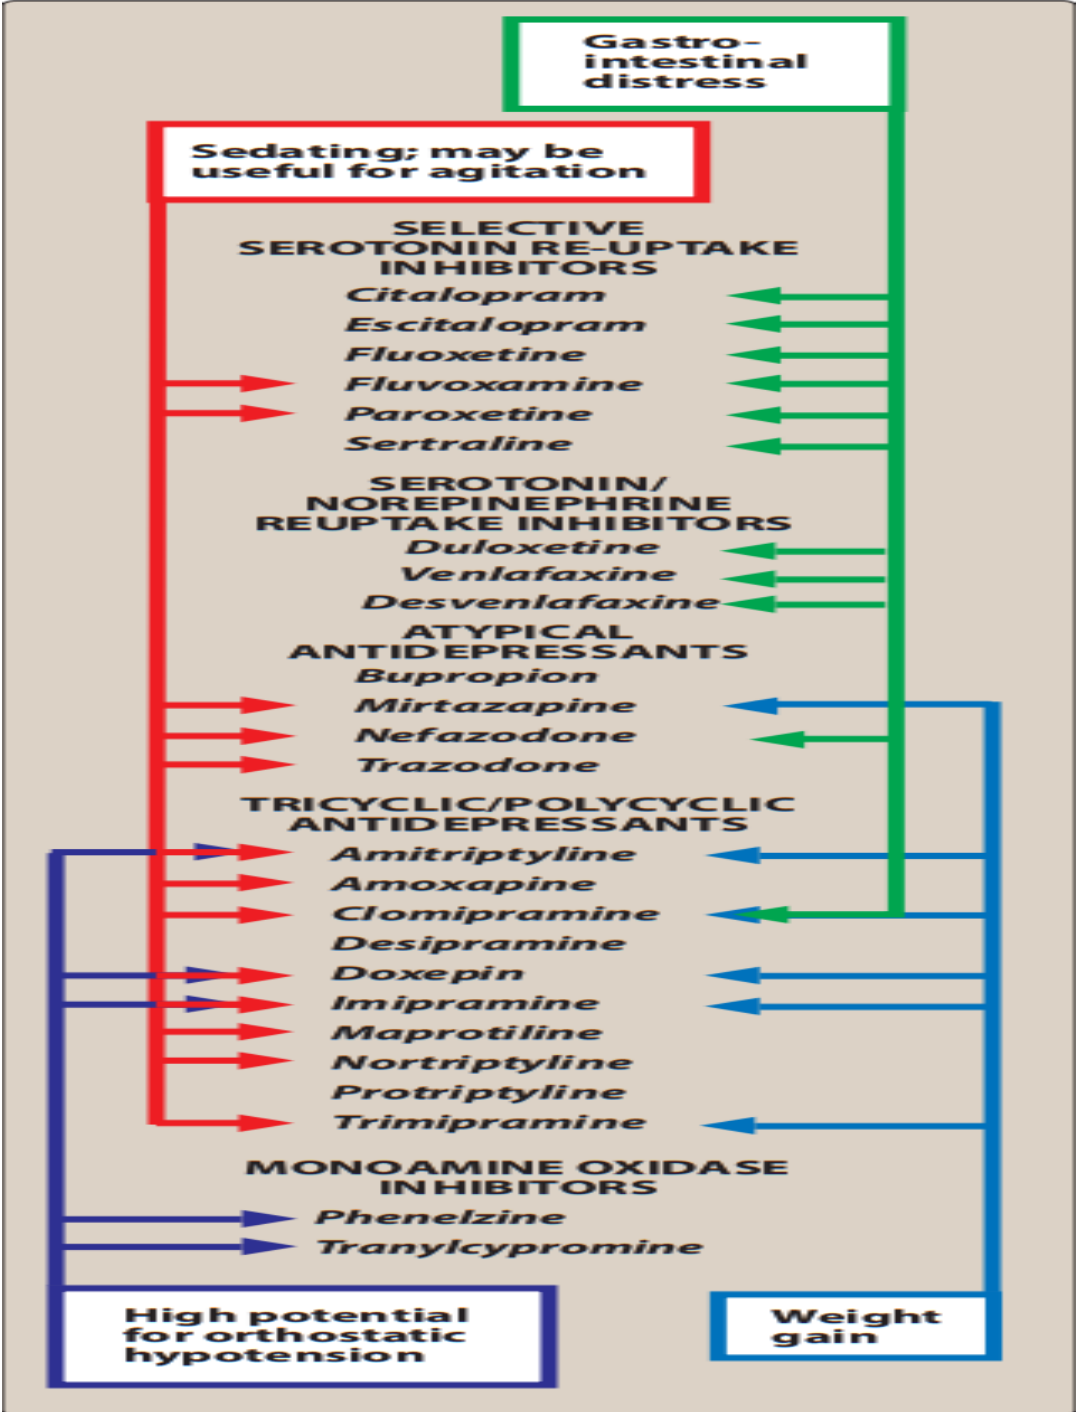 Gastro-
intestinal
distress
Sedating; may be
useful for agitation
SELECTIVE
SEROTONIN RE-UPTAKE
INHIBITORS
Citalopram
Escitalopram
Fluoxetine
Fluvoxamine
Paroxetine
Sertraline
SEROTONIN/
NOREPINEPHRINE
REUPTAKE INHIBITORS
Duloxetine
Venlafaxine
Desvenlafaxine
ATYPICAL
ANTIDEPRESSANTS
Bupropion
Mirtazapine
Nefazodone
Trazodone
TRICYCLIC/POLYCYCLIC
ANTIDEPRESSANTS
Amitriptyline
Amoxapine
Clomipramine
Desipramine
Doxepin
Imipramine
Maprotiline
Nortriptyline
Protriptyline
Trimipramine
MONOAMINE OXIDASE
INHIBITORS
Phenelzine
Tranylcypromine
High potential
for orthostatic
hypotension
Weight
gain